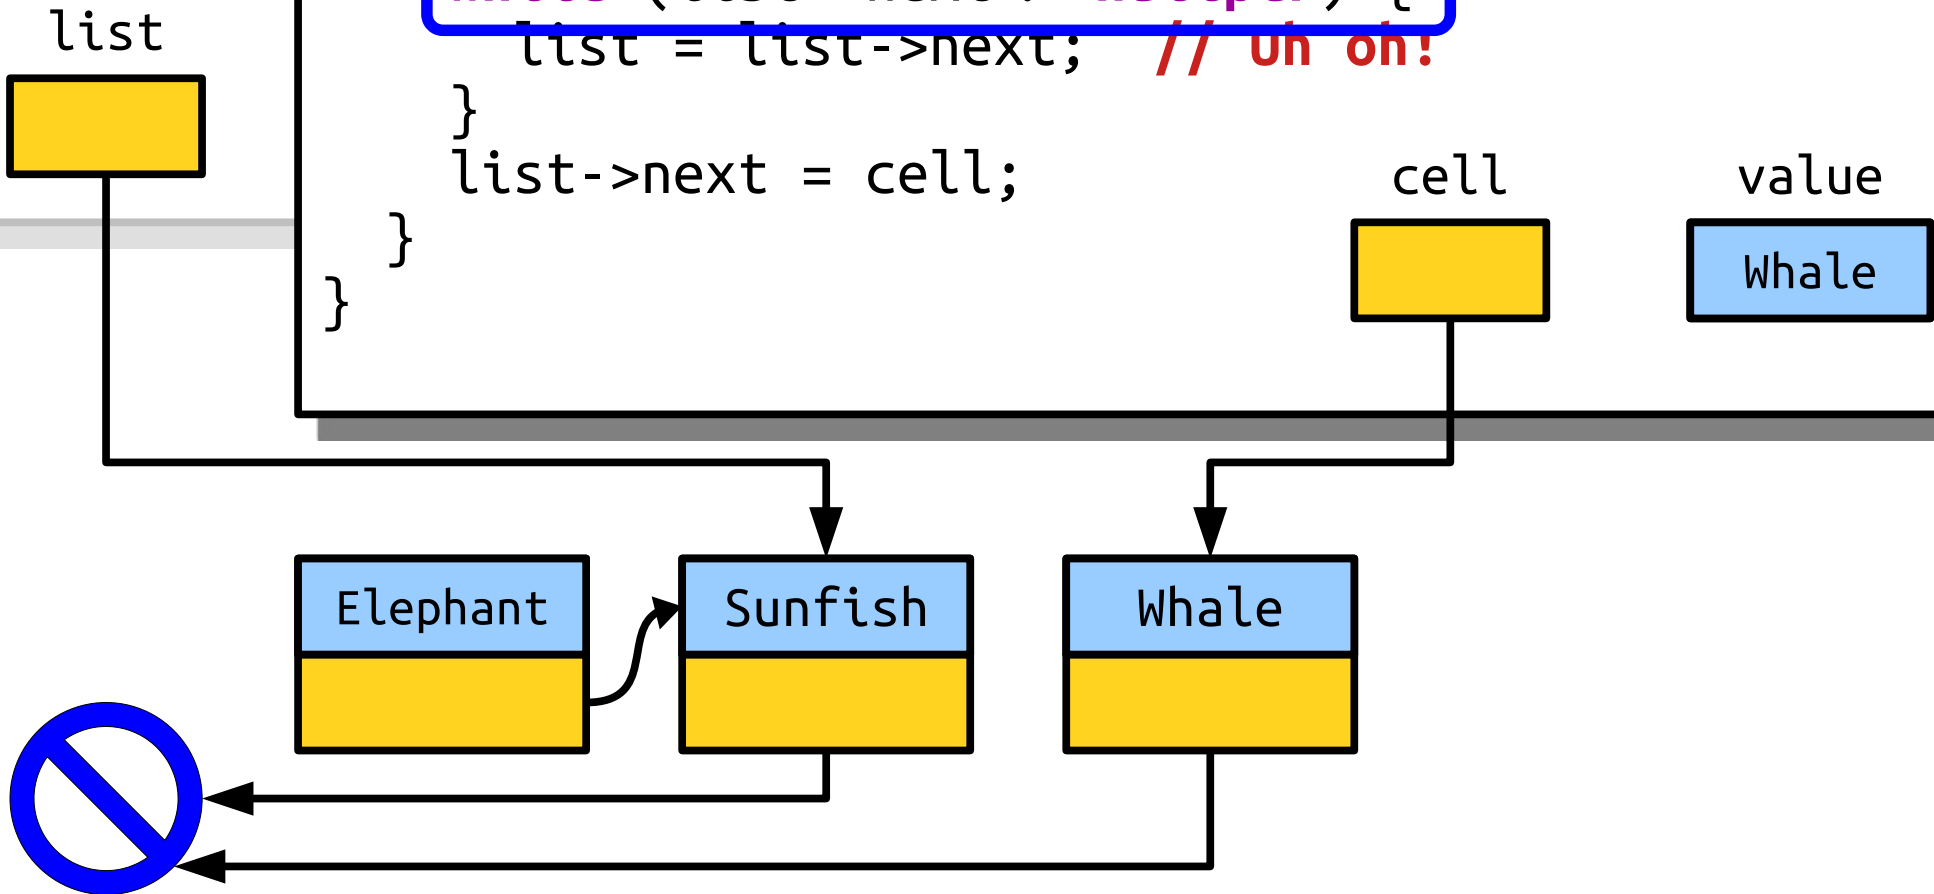 list
list = list->next; // Uh oh!
}
list->next = cell;
}
}
cell
value
Whale
Elephant
Sunfish
Whale